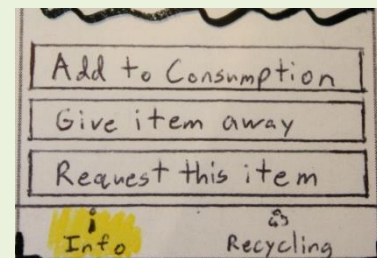 Add to Consumption
Give item away
Request this item
Info Recycling